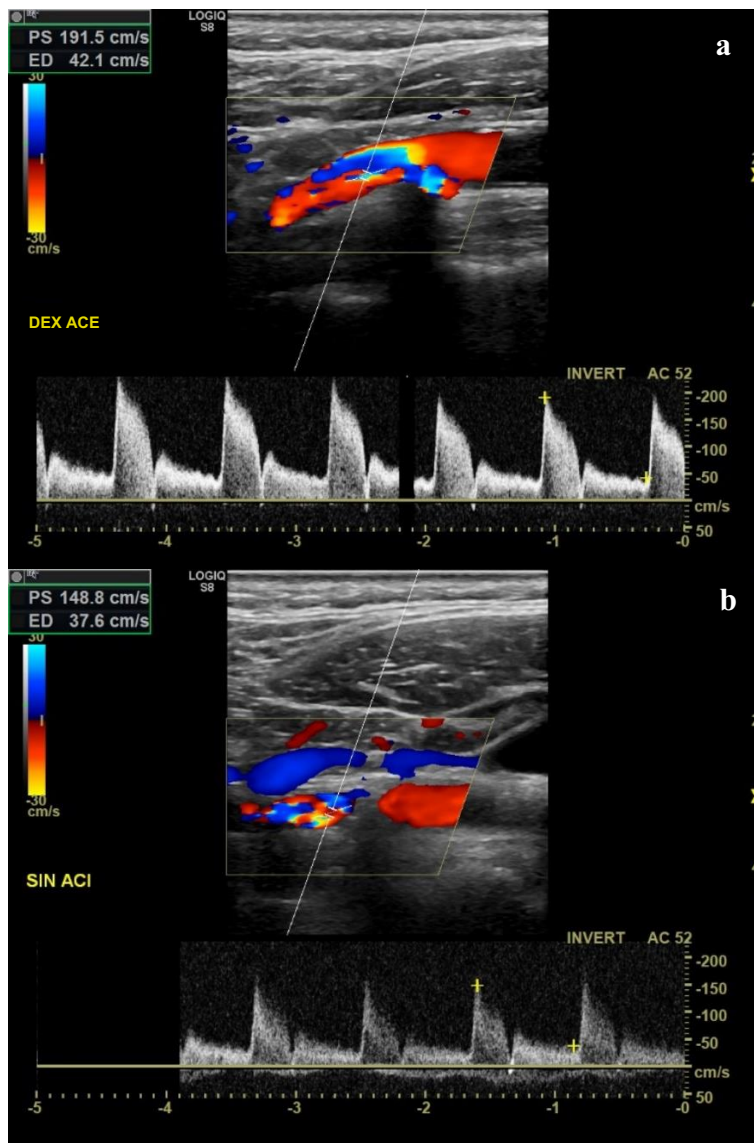 LOGIQ
S8
a
PS 191.5 cm/s
ED 42.1 cm/s
30
-30
cm/s
DEX ACE
INVERT AC 52
-200
-150
-100
-50
cm/s
50
-5 -4 -3 -2 -1 -0
LOGIQ
S8
b
PS 148.8 cm/s
ED 37.6 cm/s
30
-30
cm/s
SIN ACI
INVERT AC 52
-200
-150
-100
-50
cm/s
50
-5 -4 -3 -2 -1 -0